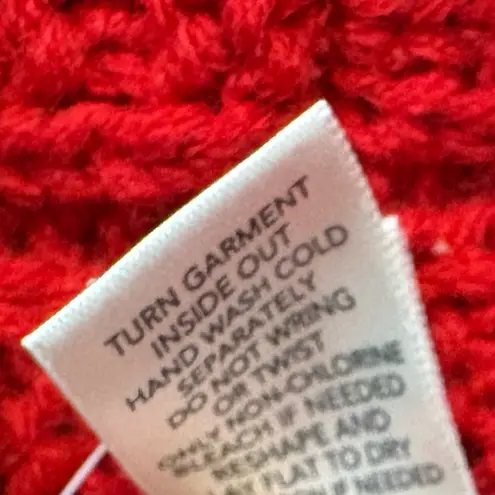 TURN GARMENT
INSIDE OUT
HAND WASH COLD
SEPARATELY
DO NOT WRING
OR TWIST
ONLY NON-CHLORINE
BLEACH IF NEEDED
RESHAPE AND
LAY FLAT TO DRY
IF NEEDED